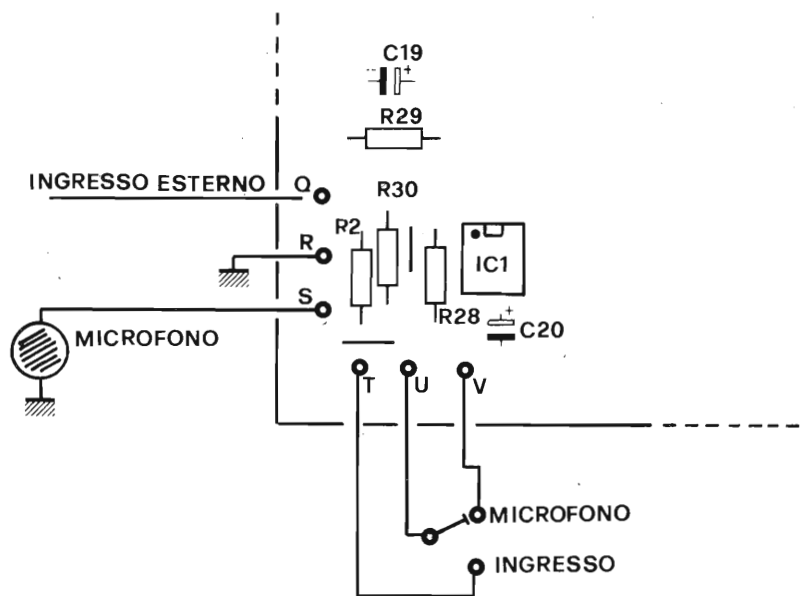 C19
- +
R29
INGRESSO ESTERNO Q
R30
R2
R
IC1
S
R28
+
C20
MICROFONO
T U V
MICROFONO
INGRESSO